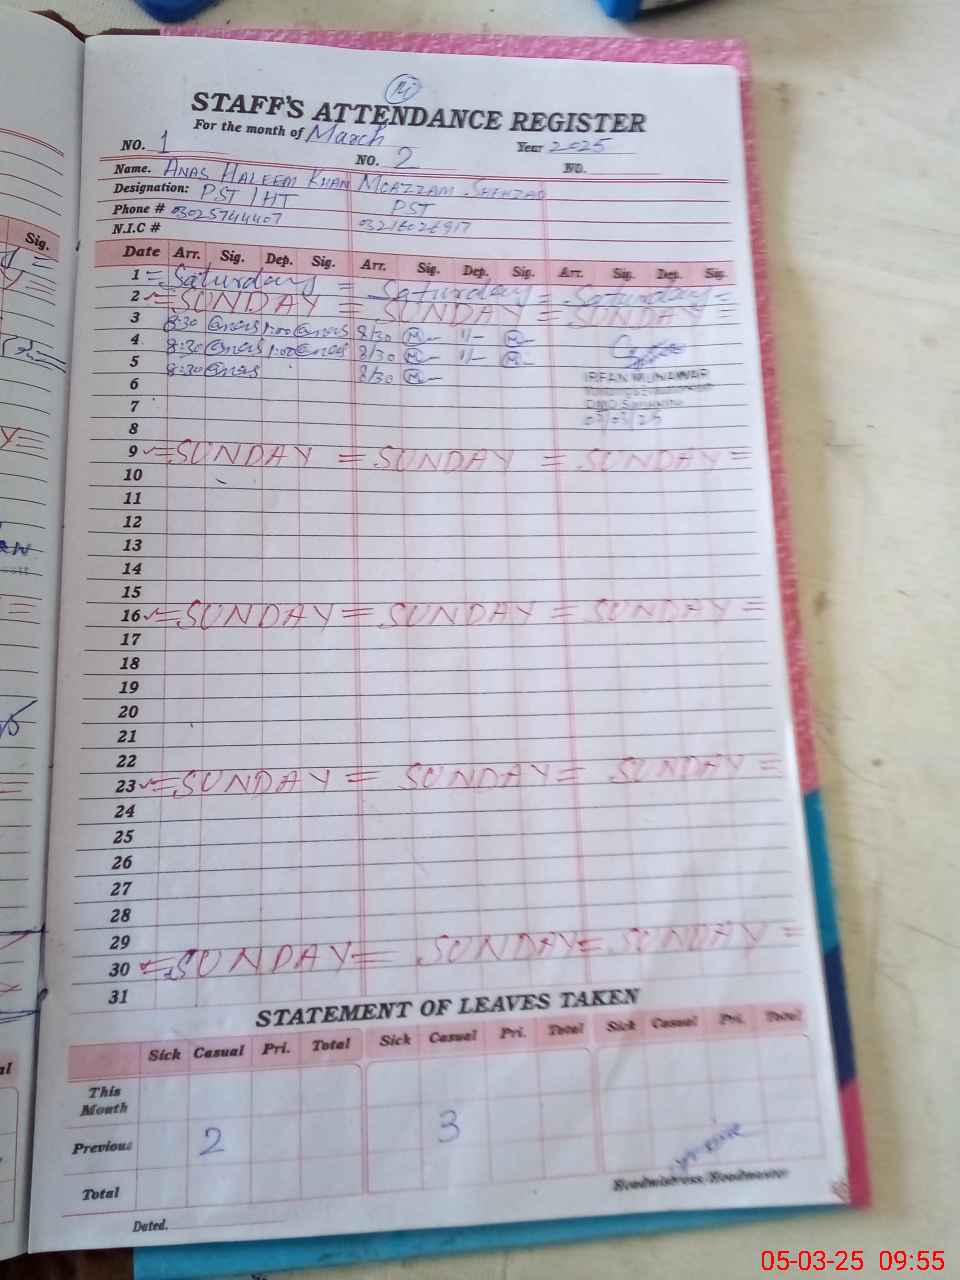 STAFF'S ATTENDANCE REGISTER
For the month of March Year 2025
NO. 1 NO. 2 NO.
Name. ANAS HALEEM KHAN MOAZZAM SHEHZAD
Designation: PST / HT PST
Phone # 03025744407
N.I.C #
Date Arr. Sig. Dep. Sig. Arr. Sig. Dep. Sig. Arr. Sig. Dep. Sig.
1 = Saturday = Saturday = Saturday =
2 = SUNDAY = SUNDAY = SUNDAY =
3 8:30 Anas 1:00 Anas 8/30 M 1/- M
4 8:30 Anas 1:00 Anas 8/30 M 1/- M
5 8:30 Anas 8/30 M
IRFAN MUNAWAR
6
7
03/03/25
8
9 = SUNDAY = SUNDAY = SUNDAY =
10
11
12
13
14
15
16 = SUNDAY = SUNDAY = SUNDAY =
17
18
19
20
21
22
23 = SUNDAY = SUNDAY = SUNDAY =
24
25
26
27
28
29
30 = SUNDAY = SUNDAY = SUNDAY =
31
STATEMENT OF LEAVES TAKEN
Sick Casual Pri. Total Sick Casual Pri. Total Sick Casual Pri. Total
This Month
Previous 2 3
Total
Headmistress/Headmaster
Dated.
Sig.
05-03-25 09:55